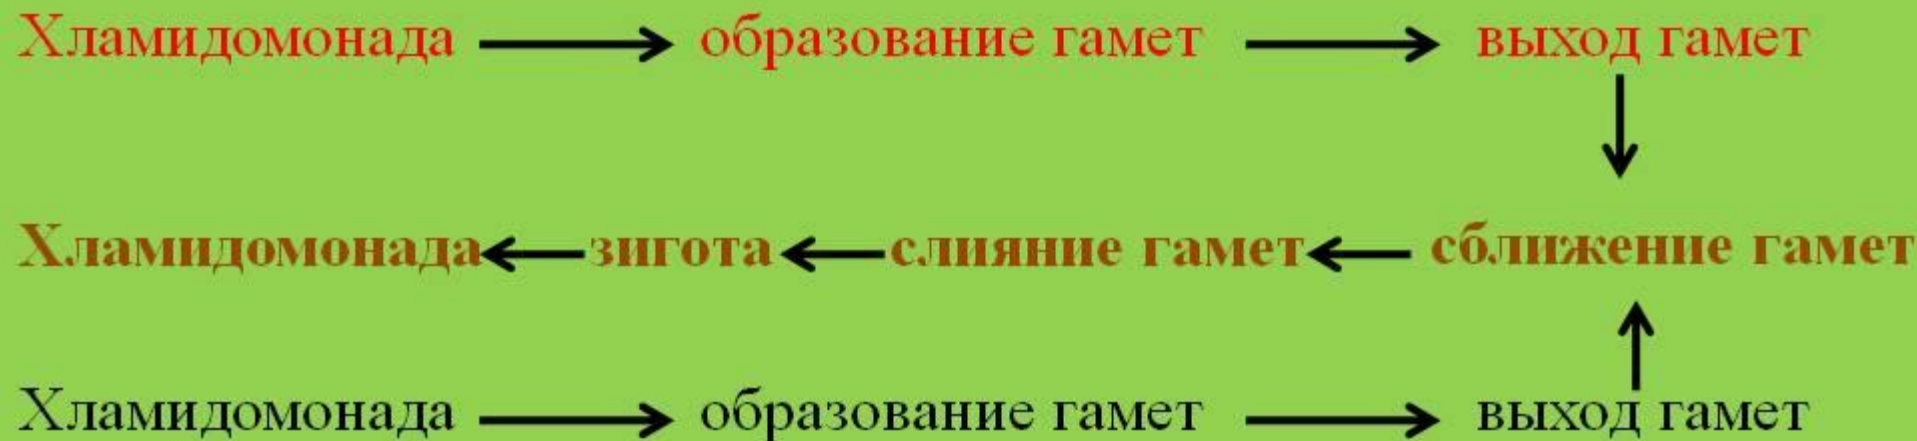 Хламидомонада образование гамет выход гамет
Хламидомонада зигота слияние гамет сближение гамет
Хламидомонада образование гамет выход гамет